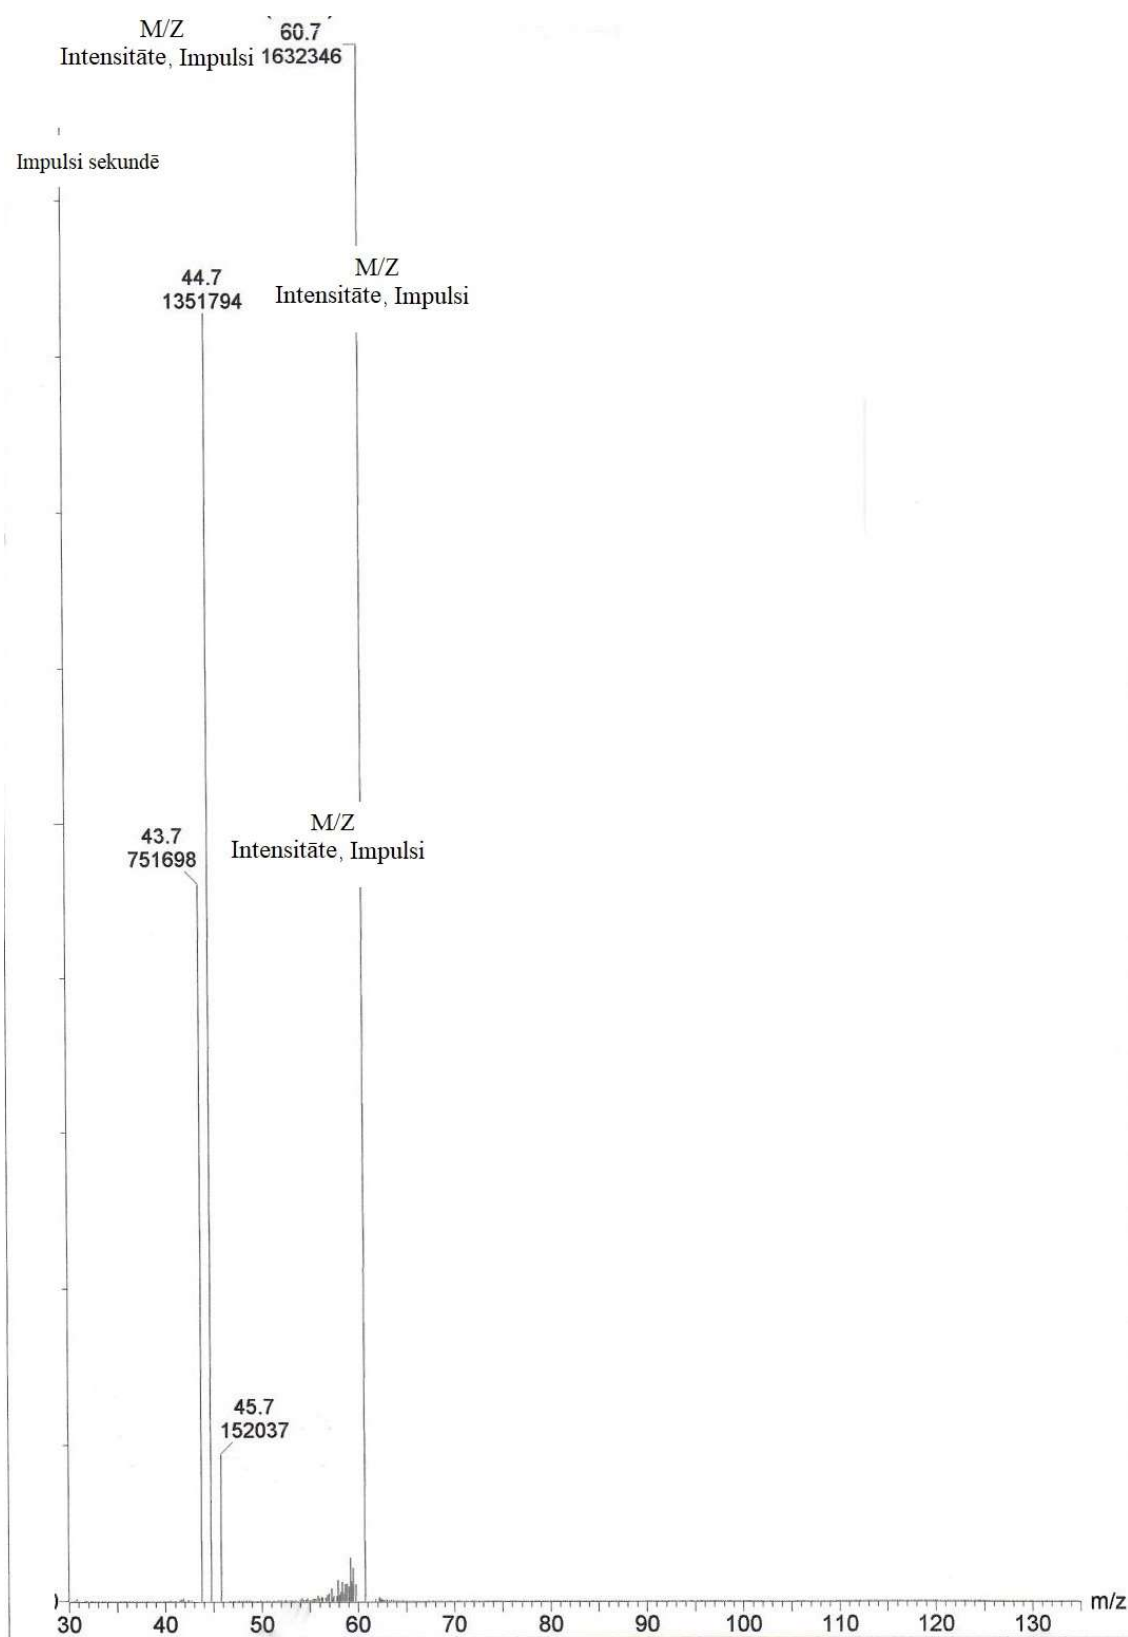 M/Z
60.7
Intensitāte, Impulsi 1632346
Impulsi sekundē
44.7
1351794
M/Z
Intensitāte, Impulsi
43.7
751698
M/Z
Intensitāte, Impulsi
45.7
152037
30 40 50 60 70 80 90 100 110 120 130 m/z